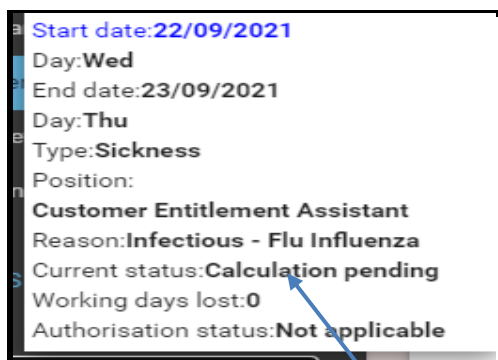 Start date:22/09/2021
Day:Wed
End date:23/09/2021
Day:Thu
Type:Sickness
Position:
Customer Entitlement Assistant
Reason:Infectious - Flu Influenza
Current status:Calculation pending
Working days lost:0
Authorisation status:Not applicable